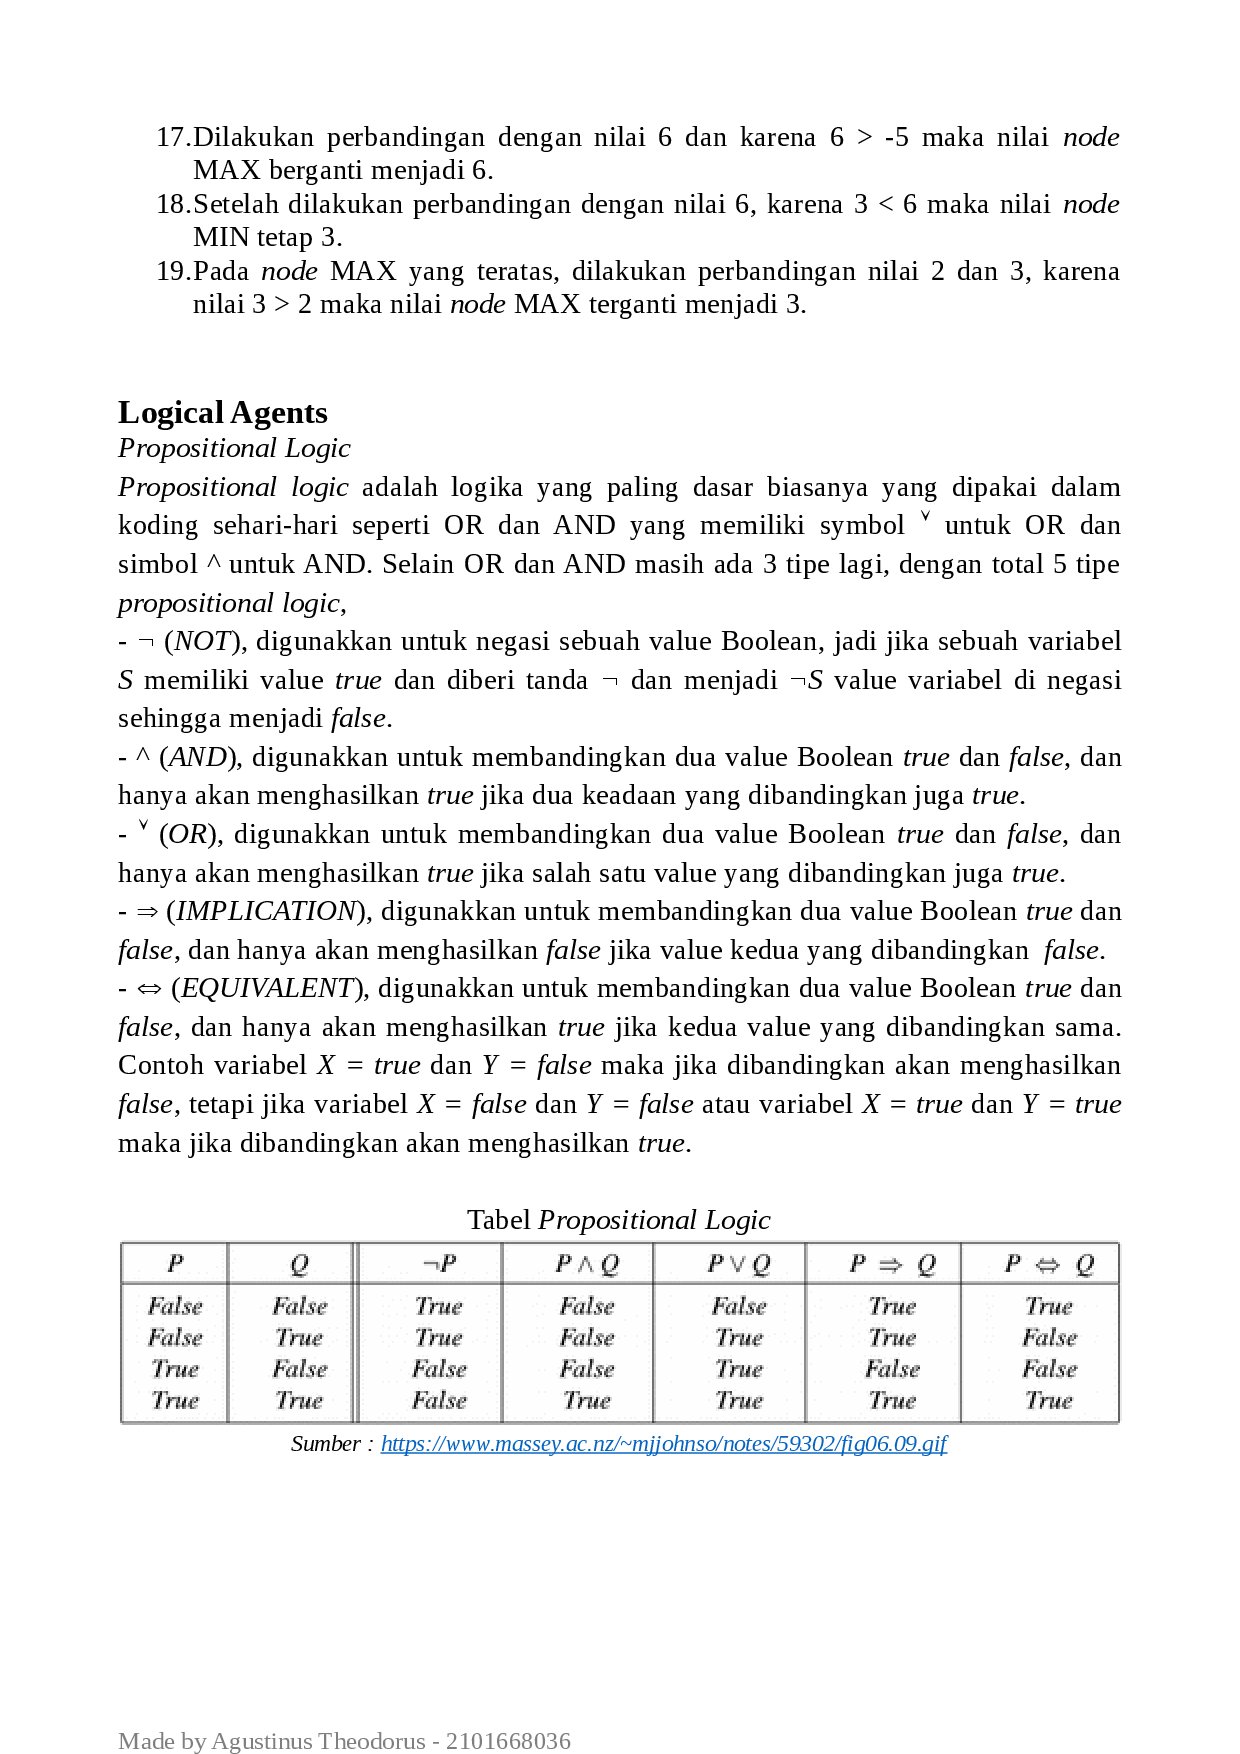 17.Dilakukan perbandingan dengan nilai 6 dan karena 6 > -5 maka nilai node
MAX berganti menjadi 6.
18.Setelah dilakukan perbandingan dengan nilai 6, karena 3 < 6 maka nilai node
MIN tetap 3.
19.Pada node MAX yang teratas, dilakukan perbandingan nilai 2 dan 3, karena
nilai 3 > 2 maka nilai node MAX terganti menjadi 3.
Logical Agents
Propositional Logic
Propositional logic adalah logika yang paling dasar biasanya yang dipakai dalam
koding sehari-hari seperti OR dan AND yang memiliki symbol ˅ untuk OR dan
simbol ^ untuk AND. Selain OR dan AND masih ada 3 tipe lagi, dengan total 5 tipe
propositional logic,
- ¬ (NOT), digunakkan untuk negasi sebuah value Boolean, jadi jika sebuah variabel
S memiliki value true dan diberi tanda ¬ dan menjadi ¬S value variabel di negasi
sehingga menjadi false.
- ^ (AND), digunakkan untuk membandingkan dua value Boolean true dan false, dan
hanya akan menghasilkan true jika dua keadaan yang dibandingkan juga true.
- ˅ (OR), digunakkan untuk membandingkan dua value Boolean true dan false, dan
hanya akan menghasilkan true jika salah satu value yang dibandingkan juga true.
- ⇒ (IMPLICATION), digunakkan untuk membandingkan dua value Boolean true dan
false, dan hanya akan menghasilkan false jika value kedua yang dibandingkan false.
- ⇔ (EQUIVALENT), digunakkan untuk membandingkan dua value Boolean true dan
false, dan hanya akan menghasilkan true jika kedua value yang dibandingkan sama.
Contoh variabel X = true dan Y = false maka jika dibandingkan akan menghasilkan
false, tetapi jika variabel X = false dan Y = false atau variabel X = true dan Y = true
maka jika dibandingkan akan menghasilkan true.
Tabel Propositional Logic
P Q ¬P P ∧ Q P ∨ Q P ⇒ Q P ⇔ Q
False False True False False True True
False True True False True True False
True False False False True False False
True True False True True True True
Sumber : https://www.massey.ac.nz/~mjjohnso/notes/59302/fig06.09.gif
Made by Agustinus Theodorus - 2101668036